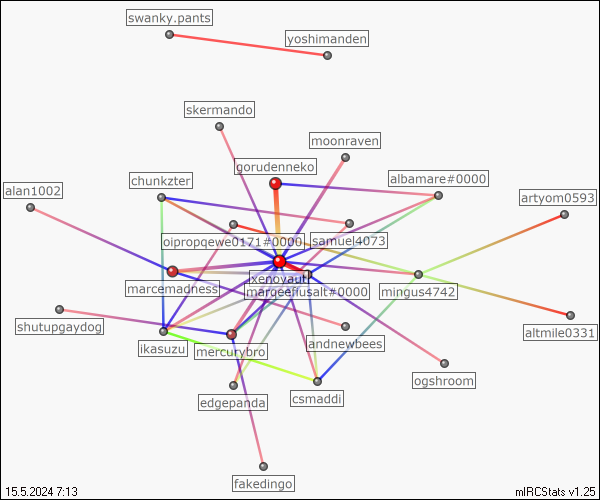 swanky.pants
yoshimanden
skermando
moonraven
gorudenneko
chunkzter
albamare#0000
alan1002
artyom0593
oipropqewe0171#0000
samuel4073
xenovault
marcemadness
marceellusalt#0000
mingus4742
shutupgaydog
altmile0331
ikasuzu
mercurybro
andnewbees
ogshroom
edgepanda
csmaddi
fakedingo
15.5.2024 7:13
mIRCStats v1.25